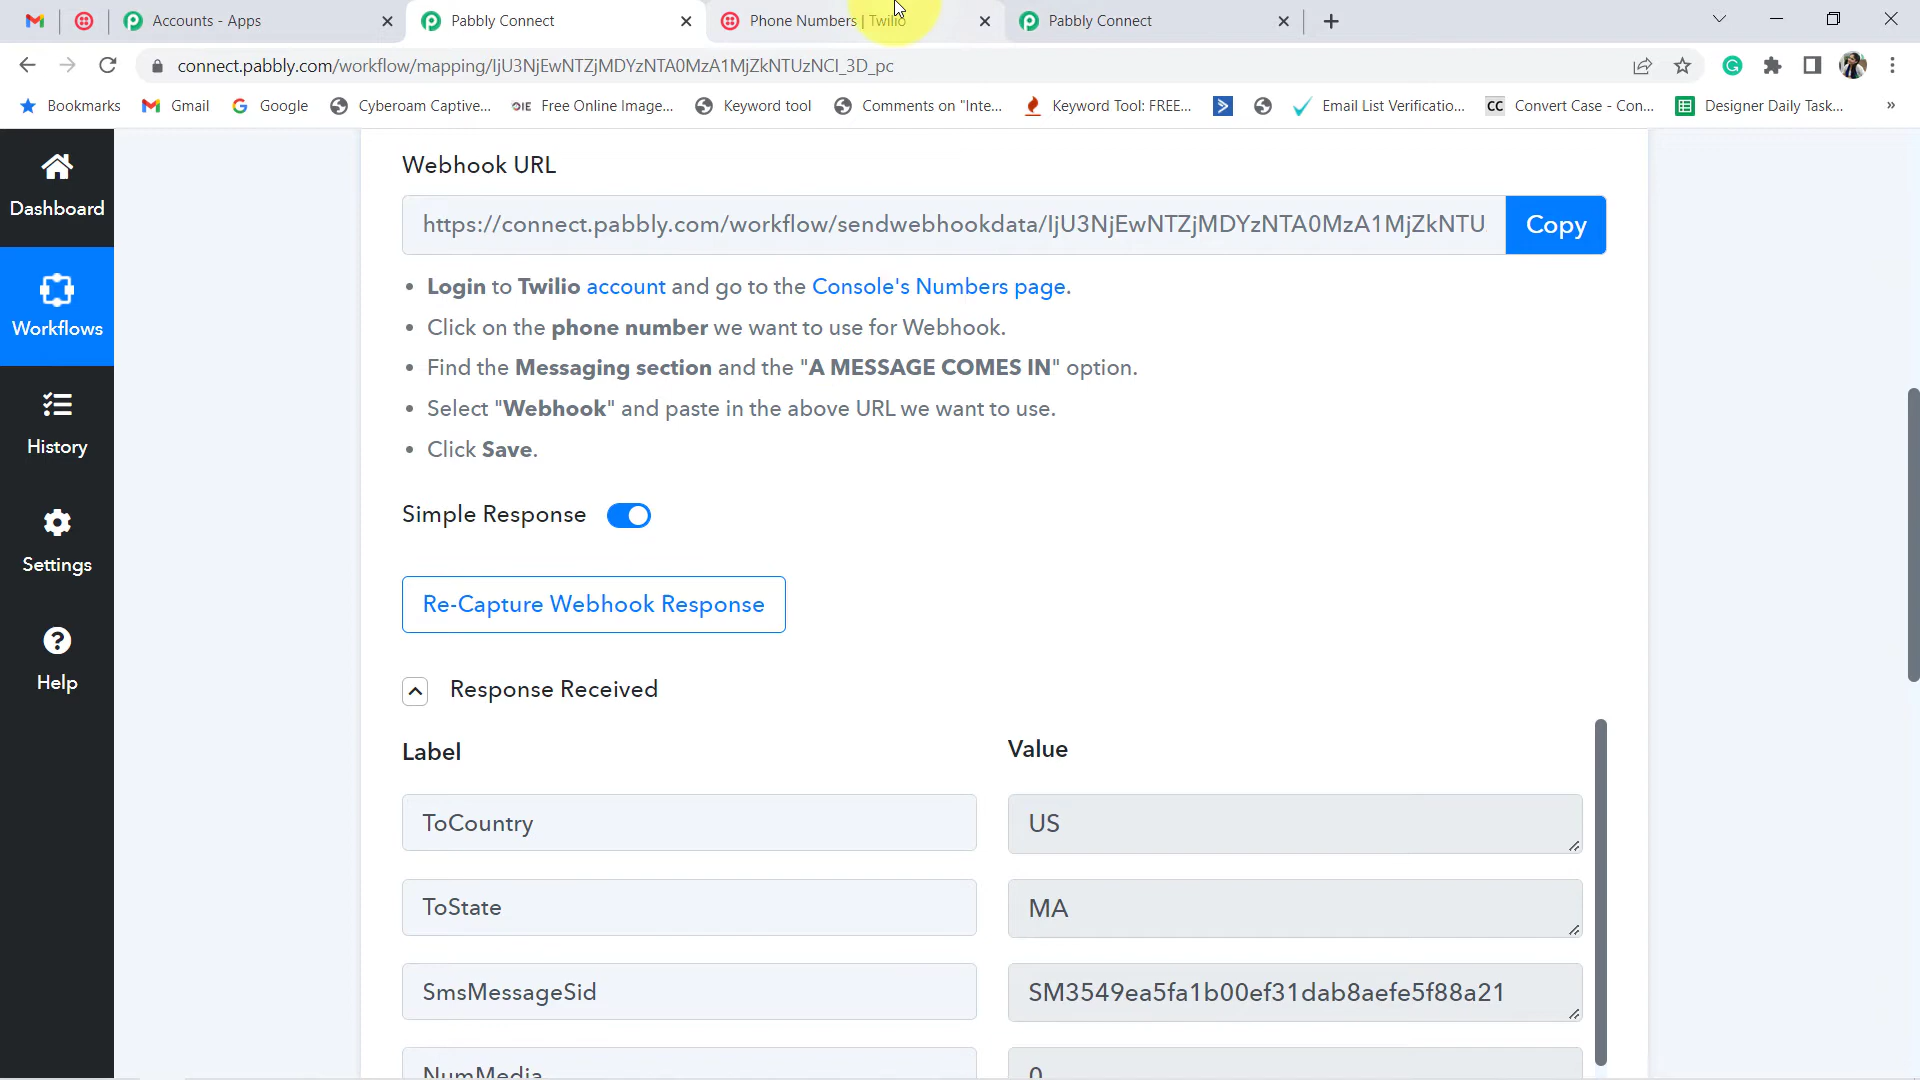 Accounts - Apps
Pabbly Connect
Phone Numbers | Twilio
Pabbly Connect
connect.pabbly.com/workflow/mapping/IjU3NjEwNTZjMDYzNTA0MzA1MjZkNTUzNCI_3D_pc
Bookmarks
Gmail
Google
Cyberoam Captive...
OIE Free Online Image...
Keyword tool
Comments on "Inte...
Keyword Tool: FREE...
Email List Verificatio...
CC Convert Case - Con...
Designer Daily Task...
»
Dashboard
Workflows
History
Settings
Help
Webhook URL
https://connect.pabbly.com/workflow/sendwebhookdata/IjU3NjEwNTZjMDYzNTA0MzA1MjZkNTU
Copy
• Login to Twilio account and go to the Console's Numbers page.
• Click on the phone number we want to use for Webhook.
• Find the Messaging section and the "A MESSAGE COMES IN" option.
• Select "Webhook" and paste in the above URL we want to use.
• Click Save.
Simple Response
Re-Capture Webhook Response
Response Received
Label Value
ToCountry US
ToState MA
SmsMessageSid SM3549ea5fa1b00ef31dab8aefe5f88a21
NumMedia 0